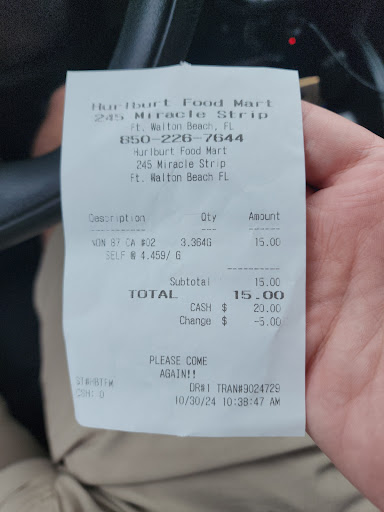 Hurlburt Food Mart
245 Miracle Strip
Ft. Walton Beach, FL
850-226-7644
Hurlburt Food Mart
245 Miracle Strip
Ft. Walton Beach FL
Description Qty Amount
NON 87 CA #02 3.364G 15.00
SELF @ 4.459/ G
Subtotal 15.00
TOTAL 15.00
CASH $ 20.00
Change $ -5.00
PLEASE COME
AGAIN!!
DR#1 TRAN#9024729
CSH: 0 10/30/24 10:38:47 AM